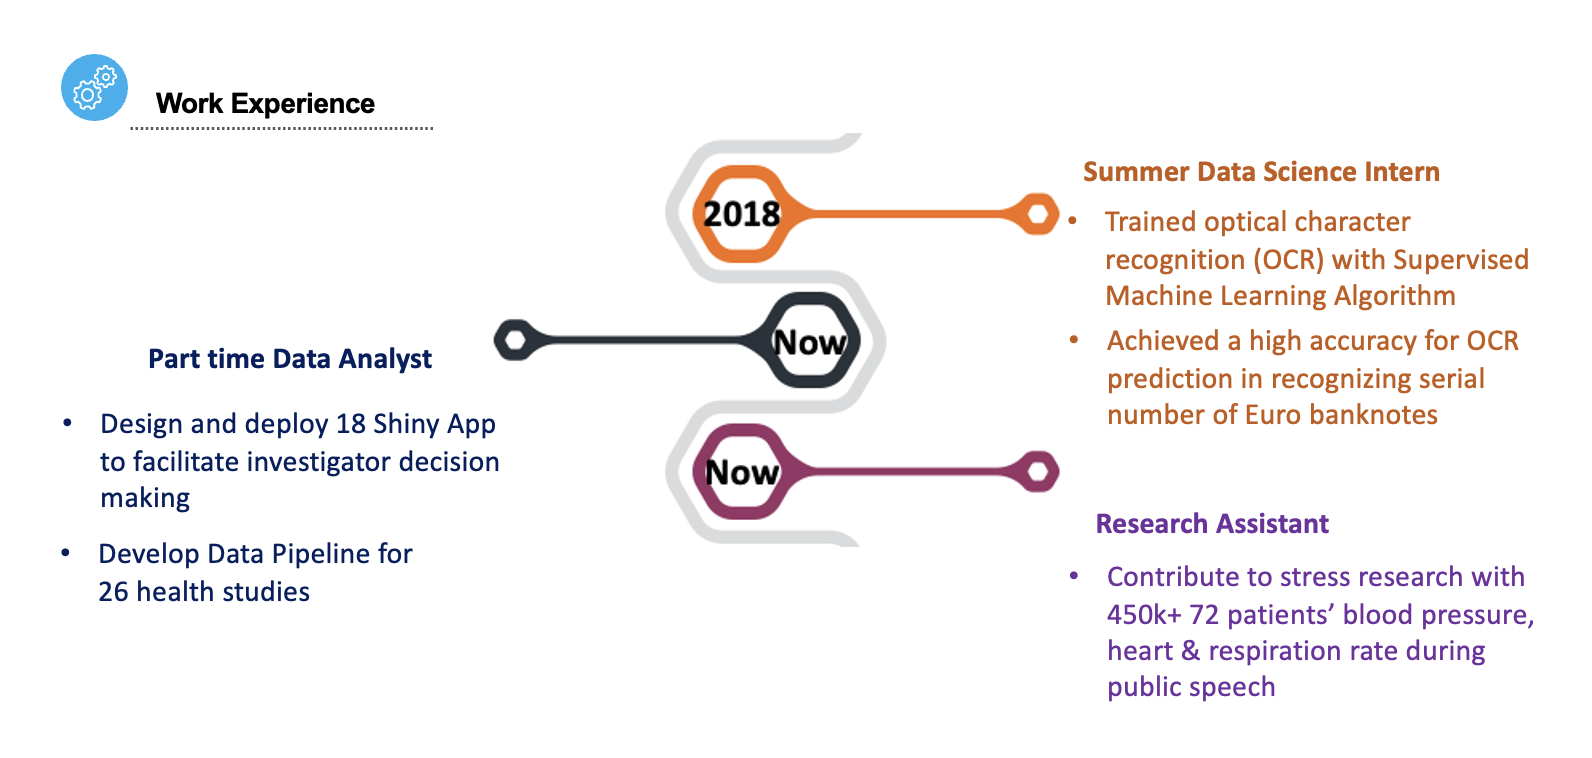 Work Experience
2018
Summer Data Science Intern
• Trained optical character
recognition (OCR) with Supervised
Machine Learning Algorithm
• Achieved a high accuracy for OCR
prediction in recognizing serial
number of Euro banknotes
Now
Part time Data Analyst
• Design and deploy 18 Shiny App
to facilitate investigator decision
making
• Develop Data Pipeline for
26 health studies
Now
Research Assistant
• Contribute to stress research with
450k+ 72 patients’ blood pressure,
heart & respiration rate during
public speech